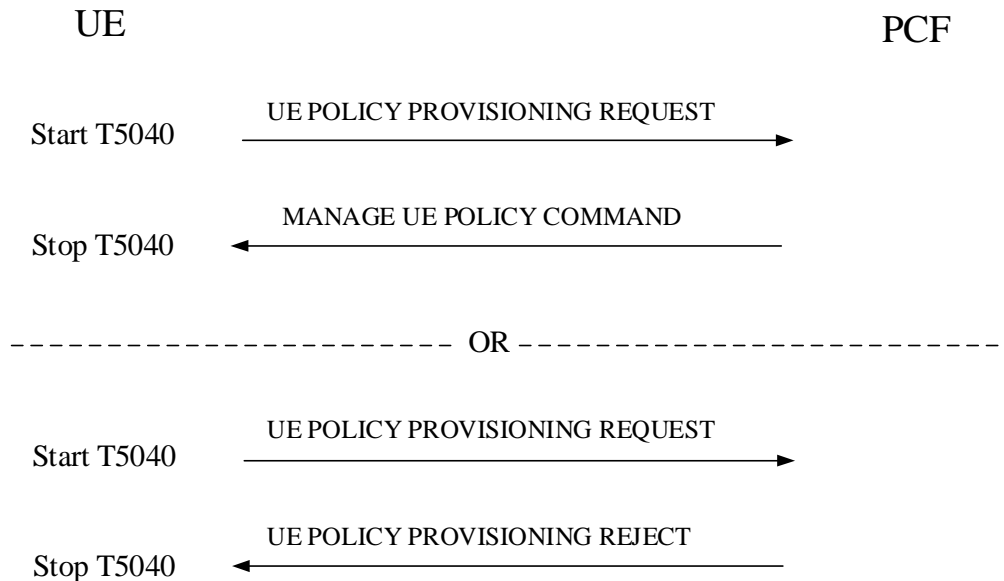 UE
PCF
UE POLICY PROVISIONING REQUEST
Start T5040
MANAGE UE POLICY COMMAND
Stop T5040
OR
UE POLICY PROVISIONING REQUEST
Start T5040
UE POLICY PROVISIONING REJECT
Stop T5040